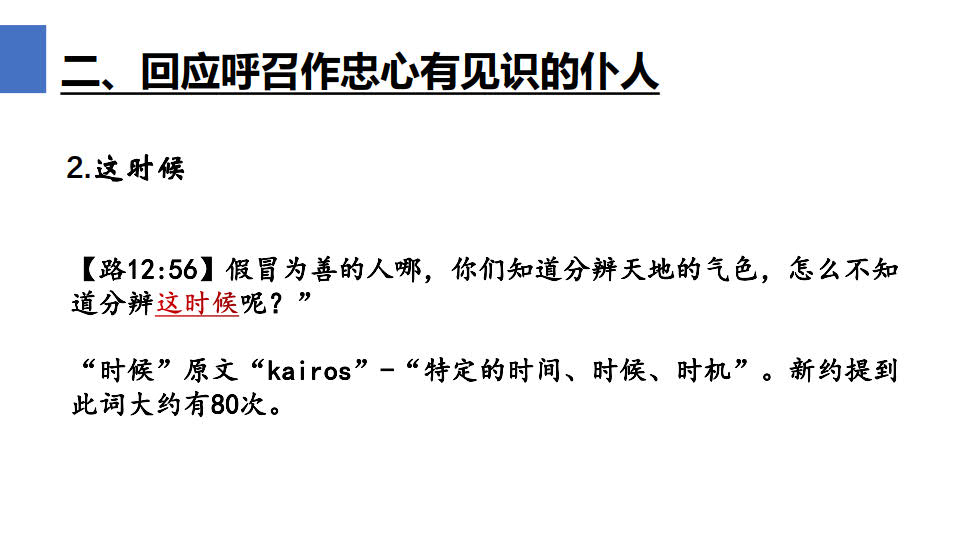 二、回应呼召作忠心有见识的仆人
2.这时候
【路12:56】假冒为善的人哪，你们知道分辨天地的气色，怎么不知
道分辨这时候呢？”
“时候”原文“kairos”-“特定的时间、时候、时机”。新约提到
此词大约有80次。